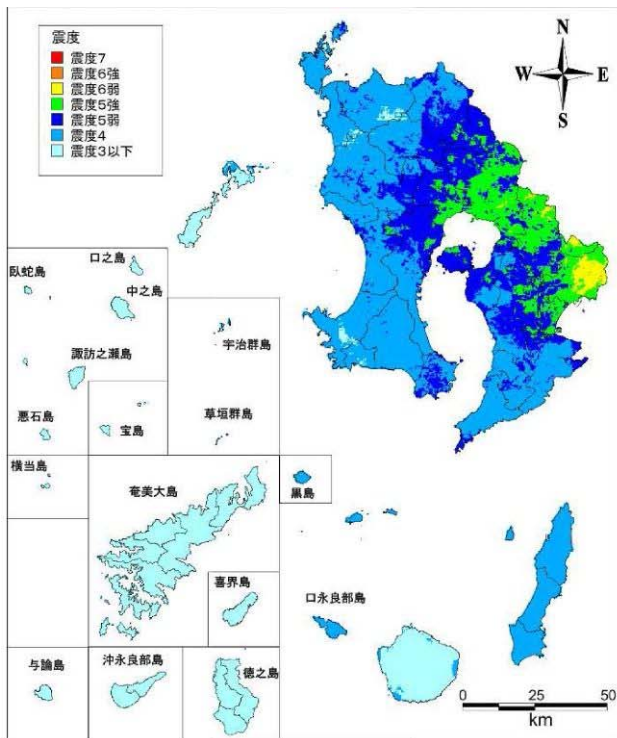 震度
震度7
震度6強
震度6弱
震度5強
震度5弱
震度4
震度3以下
N
W E
S
口之島
臥蛇島
中之島
宇治群島
諏訪之瀬島
草垣群島
悪石島
宝島
横当島
奄美大島
黒島
喜界島
口永良部島
与論島
沖永良部島
徳之島
0 25 50
km